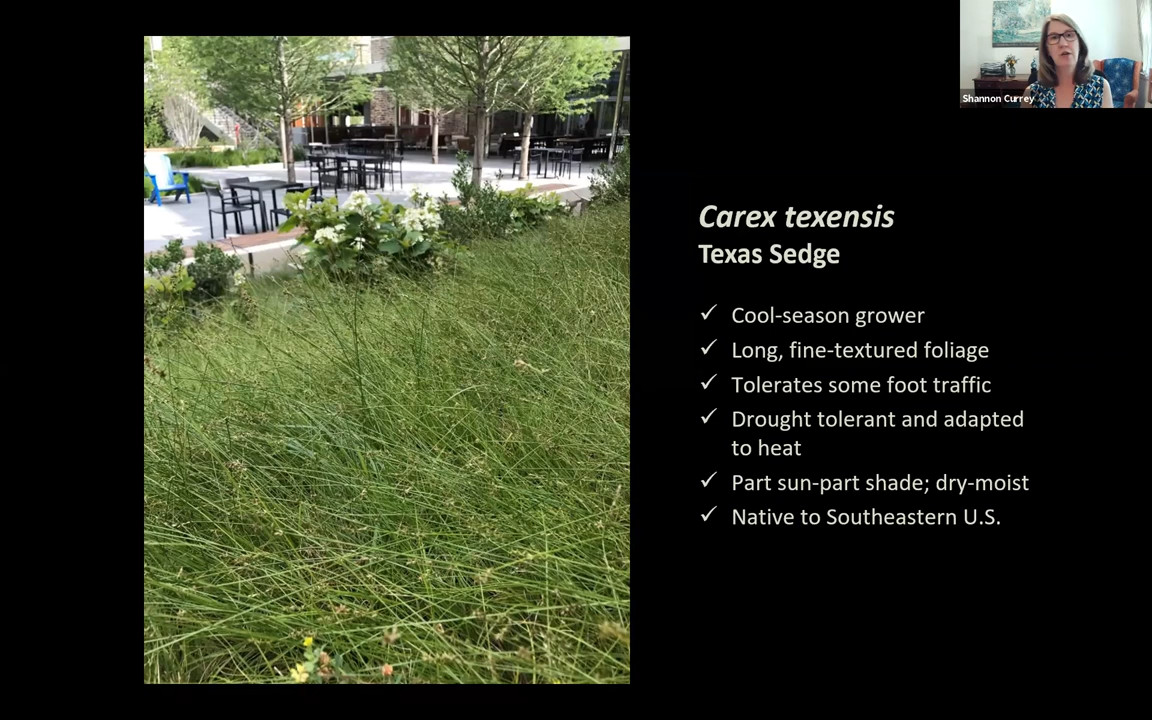 Shannon Currey
Carex texensis
Texas Sedge
✓ Cool-season grower
✓ Long, fine-textured foliage
✓ Tolerates some foot traffic
✓ Drought tolerant and adapted
to heat
✓ Part sun-part shade; dry-moist
✓ Native to Southeastern U.S.